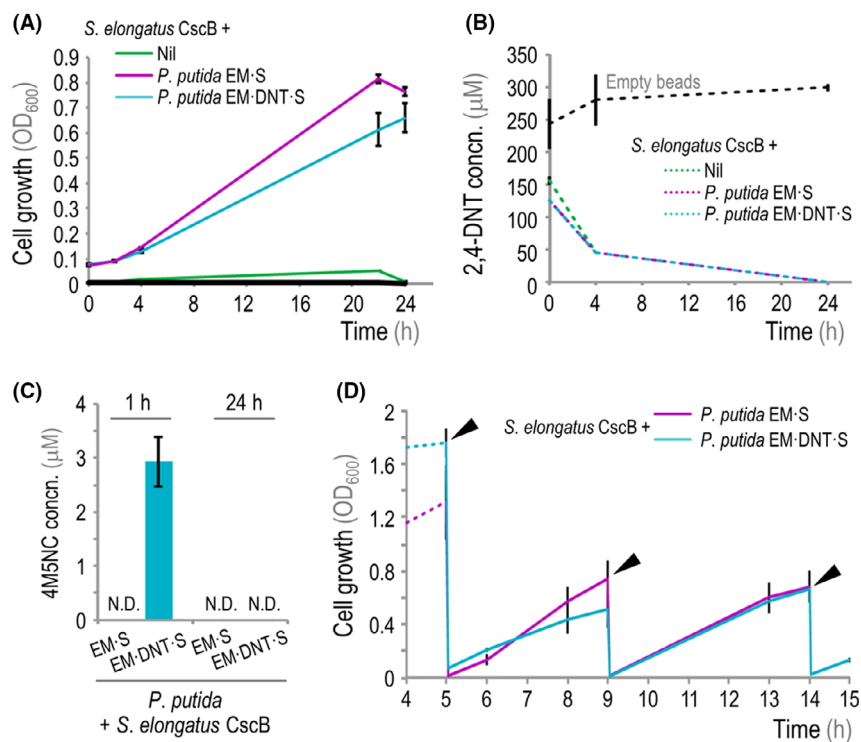 (A)
S. elongatus CscB +
Nil
P. putida EM·S
P. putida EM·DNT·S
Cell growth (OD600)
0.9
0.8
0.7
0.6
0.5
0.4
0.3
0.2
0.1
0
0 4 8 12 16 20 24
Time (h)
(B)
2,4-DNT concn. (μM)
350
300
250
200
150
100
50
0
Empty beads
S. elongatus CscB +
Nil
P. putida EM·S
P. putida EM·DNT·S
0 4 8 12 16 20 24
Time (h)
(C)
1 h 24 h
4M5NC concn. (μM)
4
3
2
1
0
N.D. N.D. N.D.
EM·S EM·DNT·S EM·S EM·DNT·S
P. putida
+ S. elongatus CscB
(D)
S. elongatus CscB +
P. putida EM·S
P. putida EM·DNT·S
Cell growth (OD600)
2
1.6
1.2
0.8
0.4
0
4 5 6 7 8 9 10 11 12 13 14 15
Time (h)